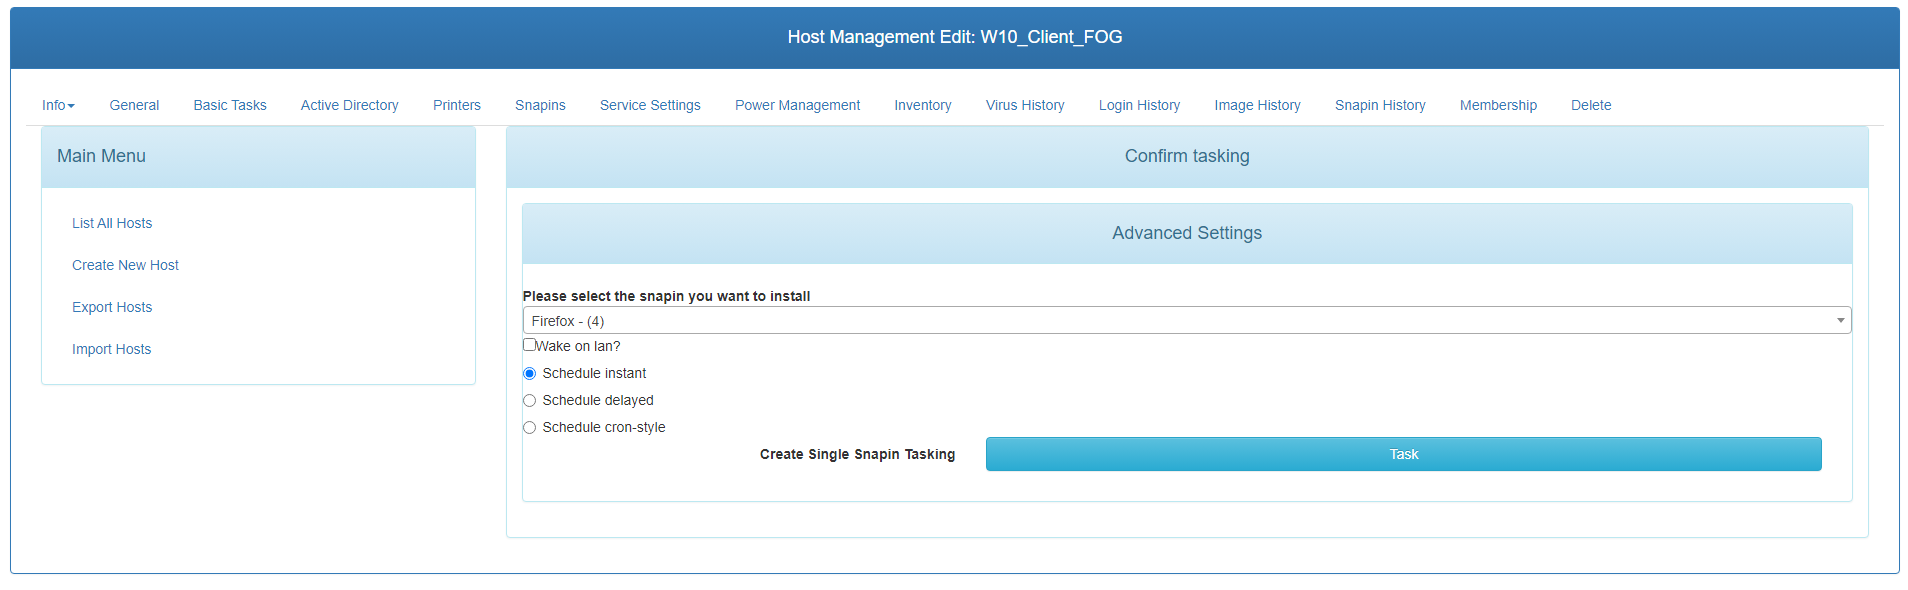 Host Management Edit: W10_Client_FOG
Info General Basic Tasks Active Directory Printers Snapins Service Settings Power Management Inventory Virus History Login History Image History Snapin History Membership Delete
Main Menu
List All Hosts
Create New Host
Export Hosts
Import Hosts
Confirm tasking
Advanced Settings
Please select the snapin you want to install
Firefox - (4)
Wake on lan?
Schedule instant
Schedule delayed
Schedule cron-style
Create Single Snapin Tasking Task